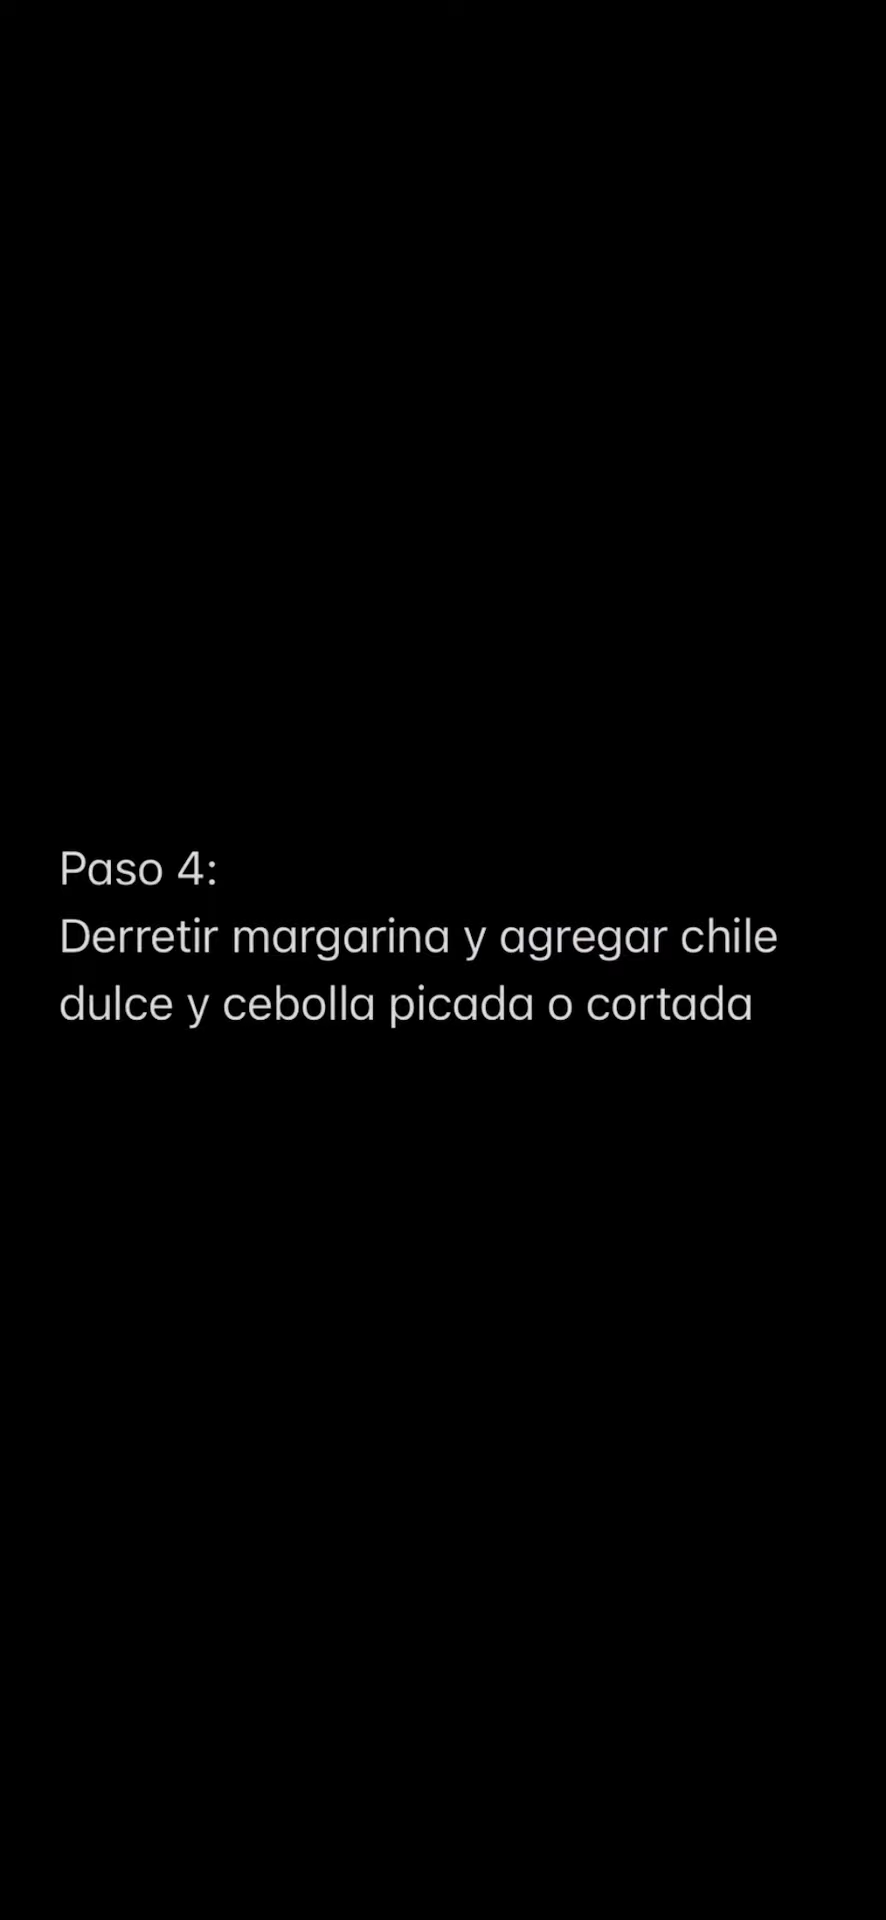 Paso 4:
Derretir margarina y agregar chile
dulce y cebolla picada o cortada